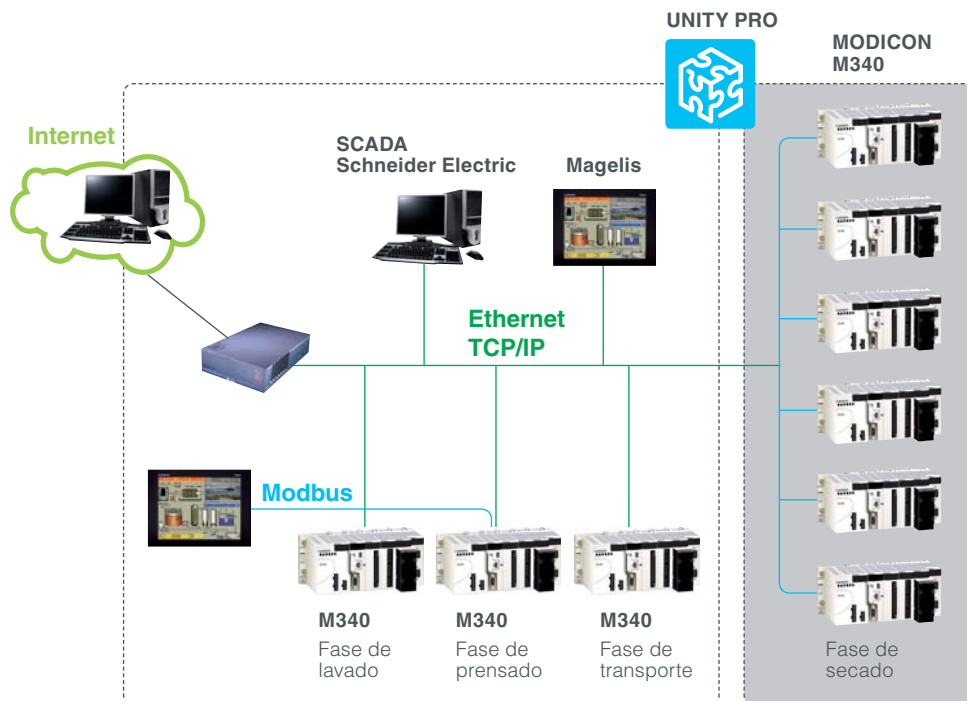 UNITY PRO
MODICON
M340
Internet
SCADA
Schneider Electric
Magelis
Ethernet
TCP/IP
Modbus
M340
Fase de
lavado
M340
Fase de
prensado
M340
Fase de
transporte
Fase de
secado